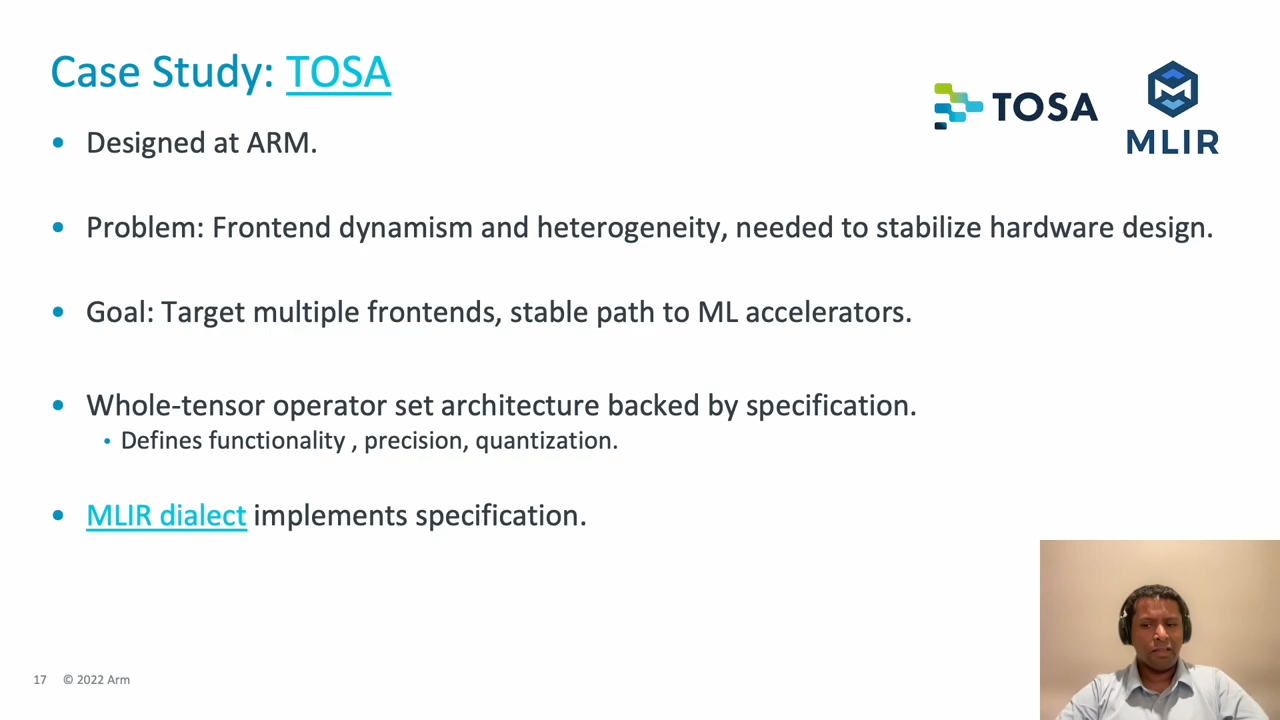 Case Study: TOSA
TOSA
MLIR
• Designed at ARM.
• Problem: Frontend dynamism and heterogeneity, needed to stabilize hardware design.
• Goal: Target multiple frontends, stable path to ML accelerators.
• Whole-tensor operator set architecture backed by specification.
• Defines functionality , precision, quantization.
• MLIR dialect implements specification.
17 © 2022 Arm